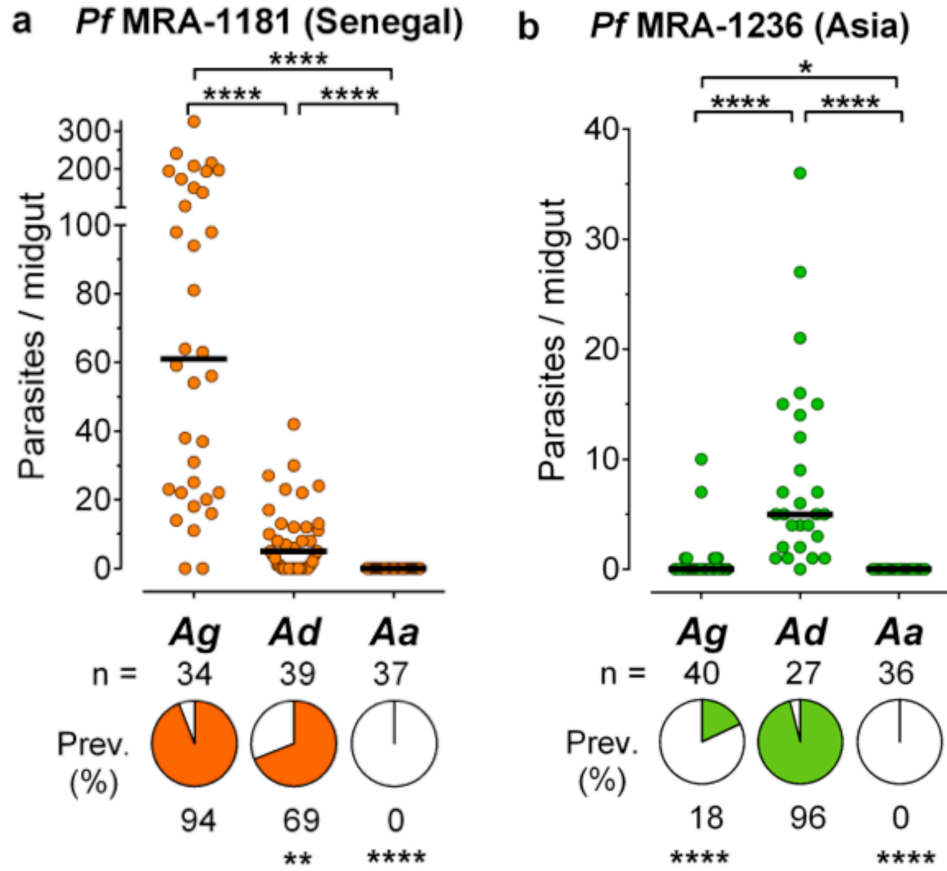 a Pf MRA-1181 (Senegal)
****
**** ****
Parasites / midgut
300
200
100
80
60
40
20
0
Ag Ad Aa
n = 34 39 37
Prev.
(%)
94 69 0
** ****
b Pf MRA-1236 (Asia)
*
**** ****
Parasites / midgut
40
30
20
10
0
Ag Ad Aa
n = 40 27 36
Prev.
(%)
18 96 0
**** ****